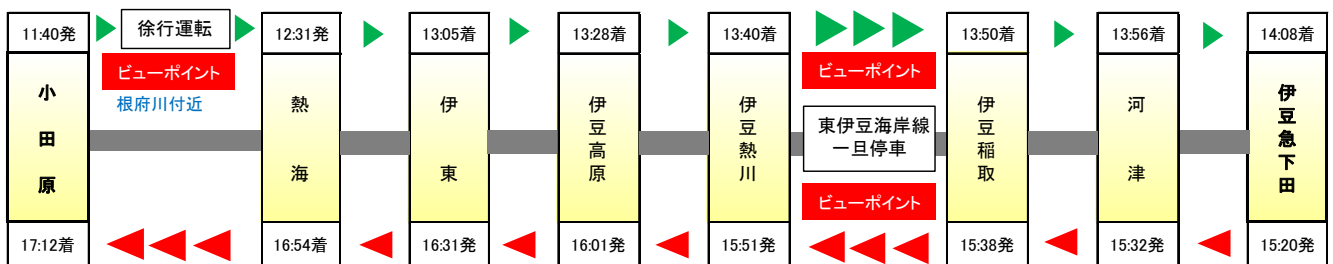 11:40発
徐行運転
12:31発
13:05着
13:28着
13:40着
13:50着
13:56着
14:08着
小田原
ビューポイント
根府川付近
熱海
伊東
伊豆高原
伊豆熱川
ビューポイント
東伊豆海岸線
一旦停車
ビューポイント
伊豆稲取
河津
伊豆急下田
17:12着
16:54着
16:31発
16:01発
15:51発
15:38発
15:32発
15:20発